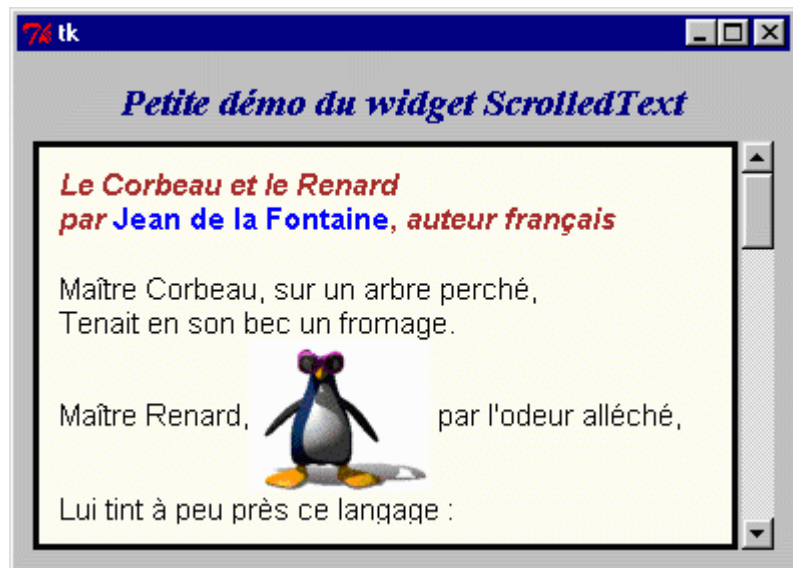 tk
Petite démo du widget ScrolledText
Le Corbeau et le Renard
par Jean de la Fontaine, auteur français
Maître Corbeau, sur un arbre perché,
Tenait en son bec un fromage.
Maître Renard, par l'odeur alléché,
Lui tint à peu près ce langage :